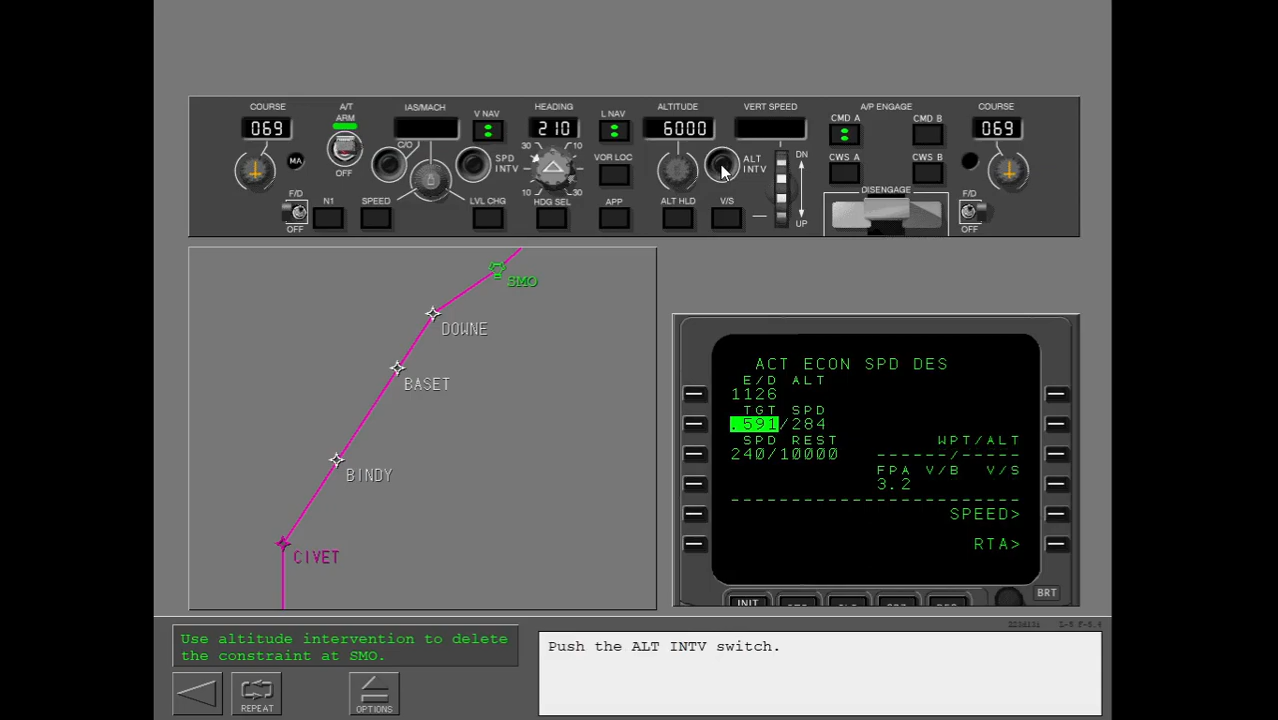 COURSE A/T IAS/MACH HEADING ALTITUDE VERT SPEED A/P ENGAGE COURSE
ARM V NAV L NAV CMD A CMD B
069 210 6000 069
C/O 30 10 DN
MA SPD INTV VOR LOC ALT INTV CWS A CWS B
OFF
10 30 DISENGAGE
F/D N1 SPEED LVL CHG HDG SEL APP ALT HLD V/S F/D
OFF UP OFF
SMO
DOWNE
BASET
BINDY
CIVET
ACT ECON SPD DES
E/D ALT
1126
TGT SPD
.591/284
SPD REST WPT/ALT
240/10000 ------/-----
FPA V/B V/S
3.2
------------------------
SPEED>
RTA>
INIT
BRT
Use altitude intervention to delete
the constraint at SMO.
Push the ALT INTV switch.
REPEAT OPTIONS